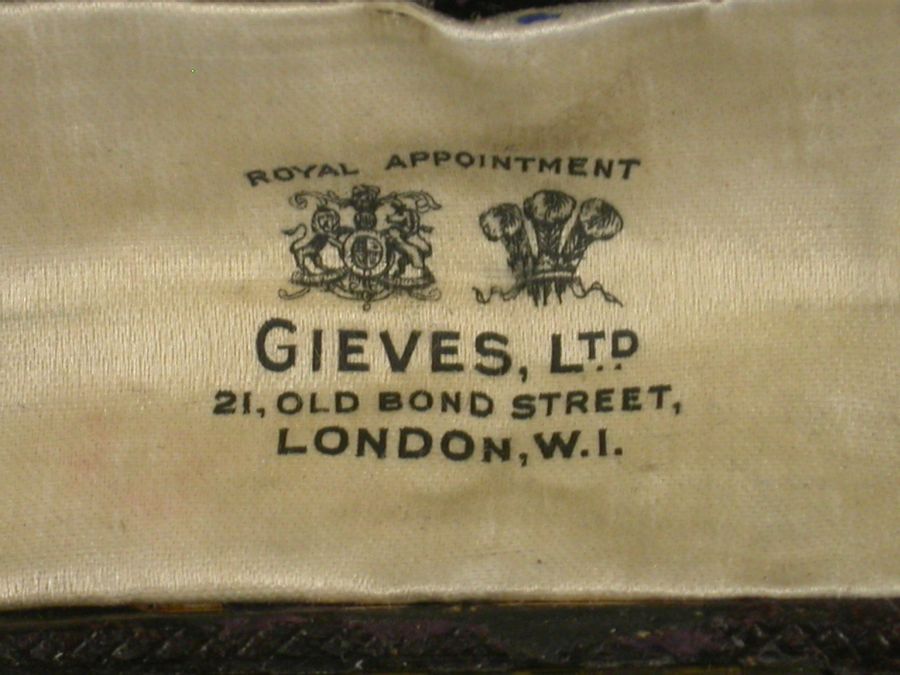 ROYAL APPOINTMENT
GIEVES, LTD
21, OLD BOND STREET,
LONDON, W.1.